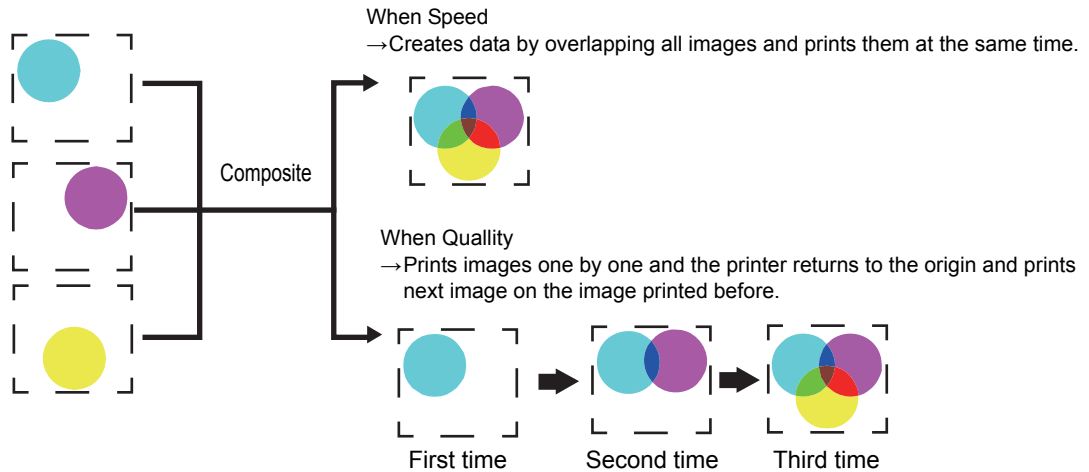 When Speed
→Creates data by overlapping all images and prints them at the same time.
Composite
When Quallity
→Prints images one by one and the printer returns to the origin and prints
next image on the image printed before.
First time
Second time
Third time